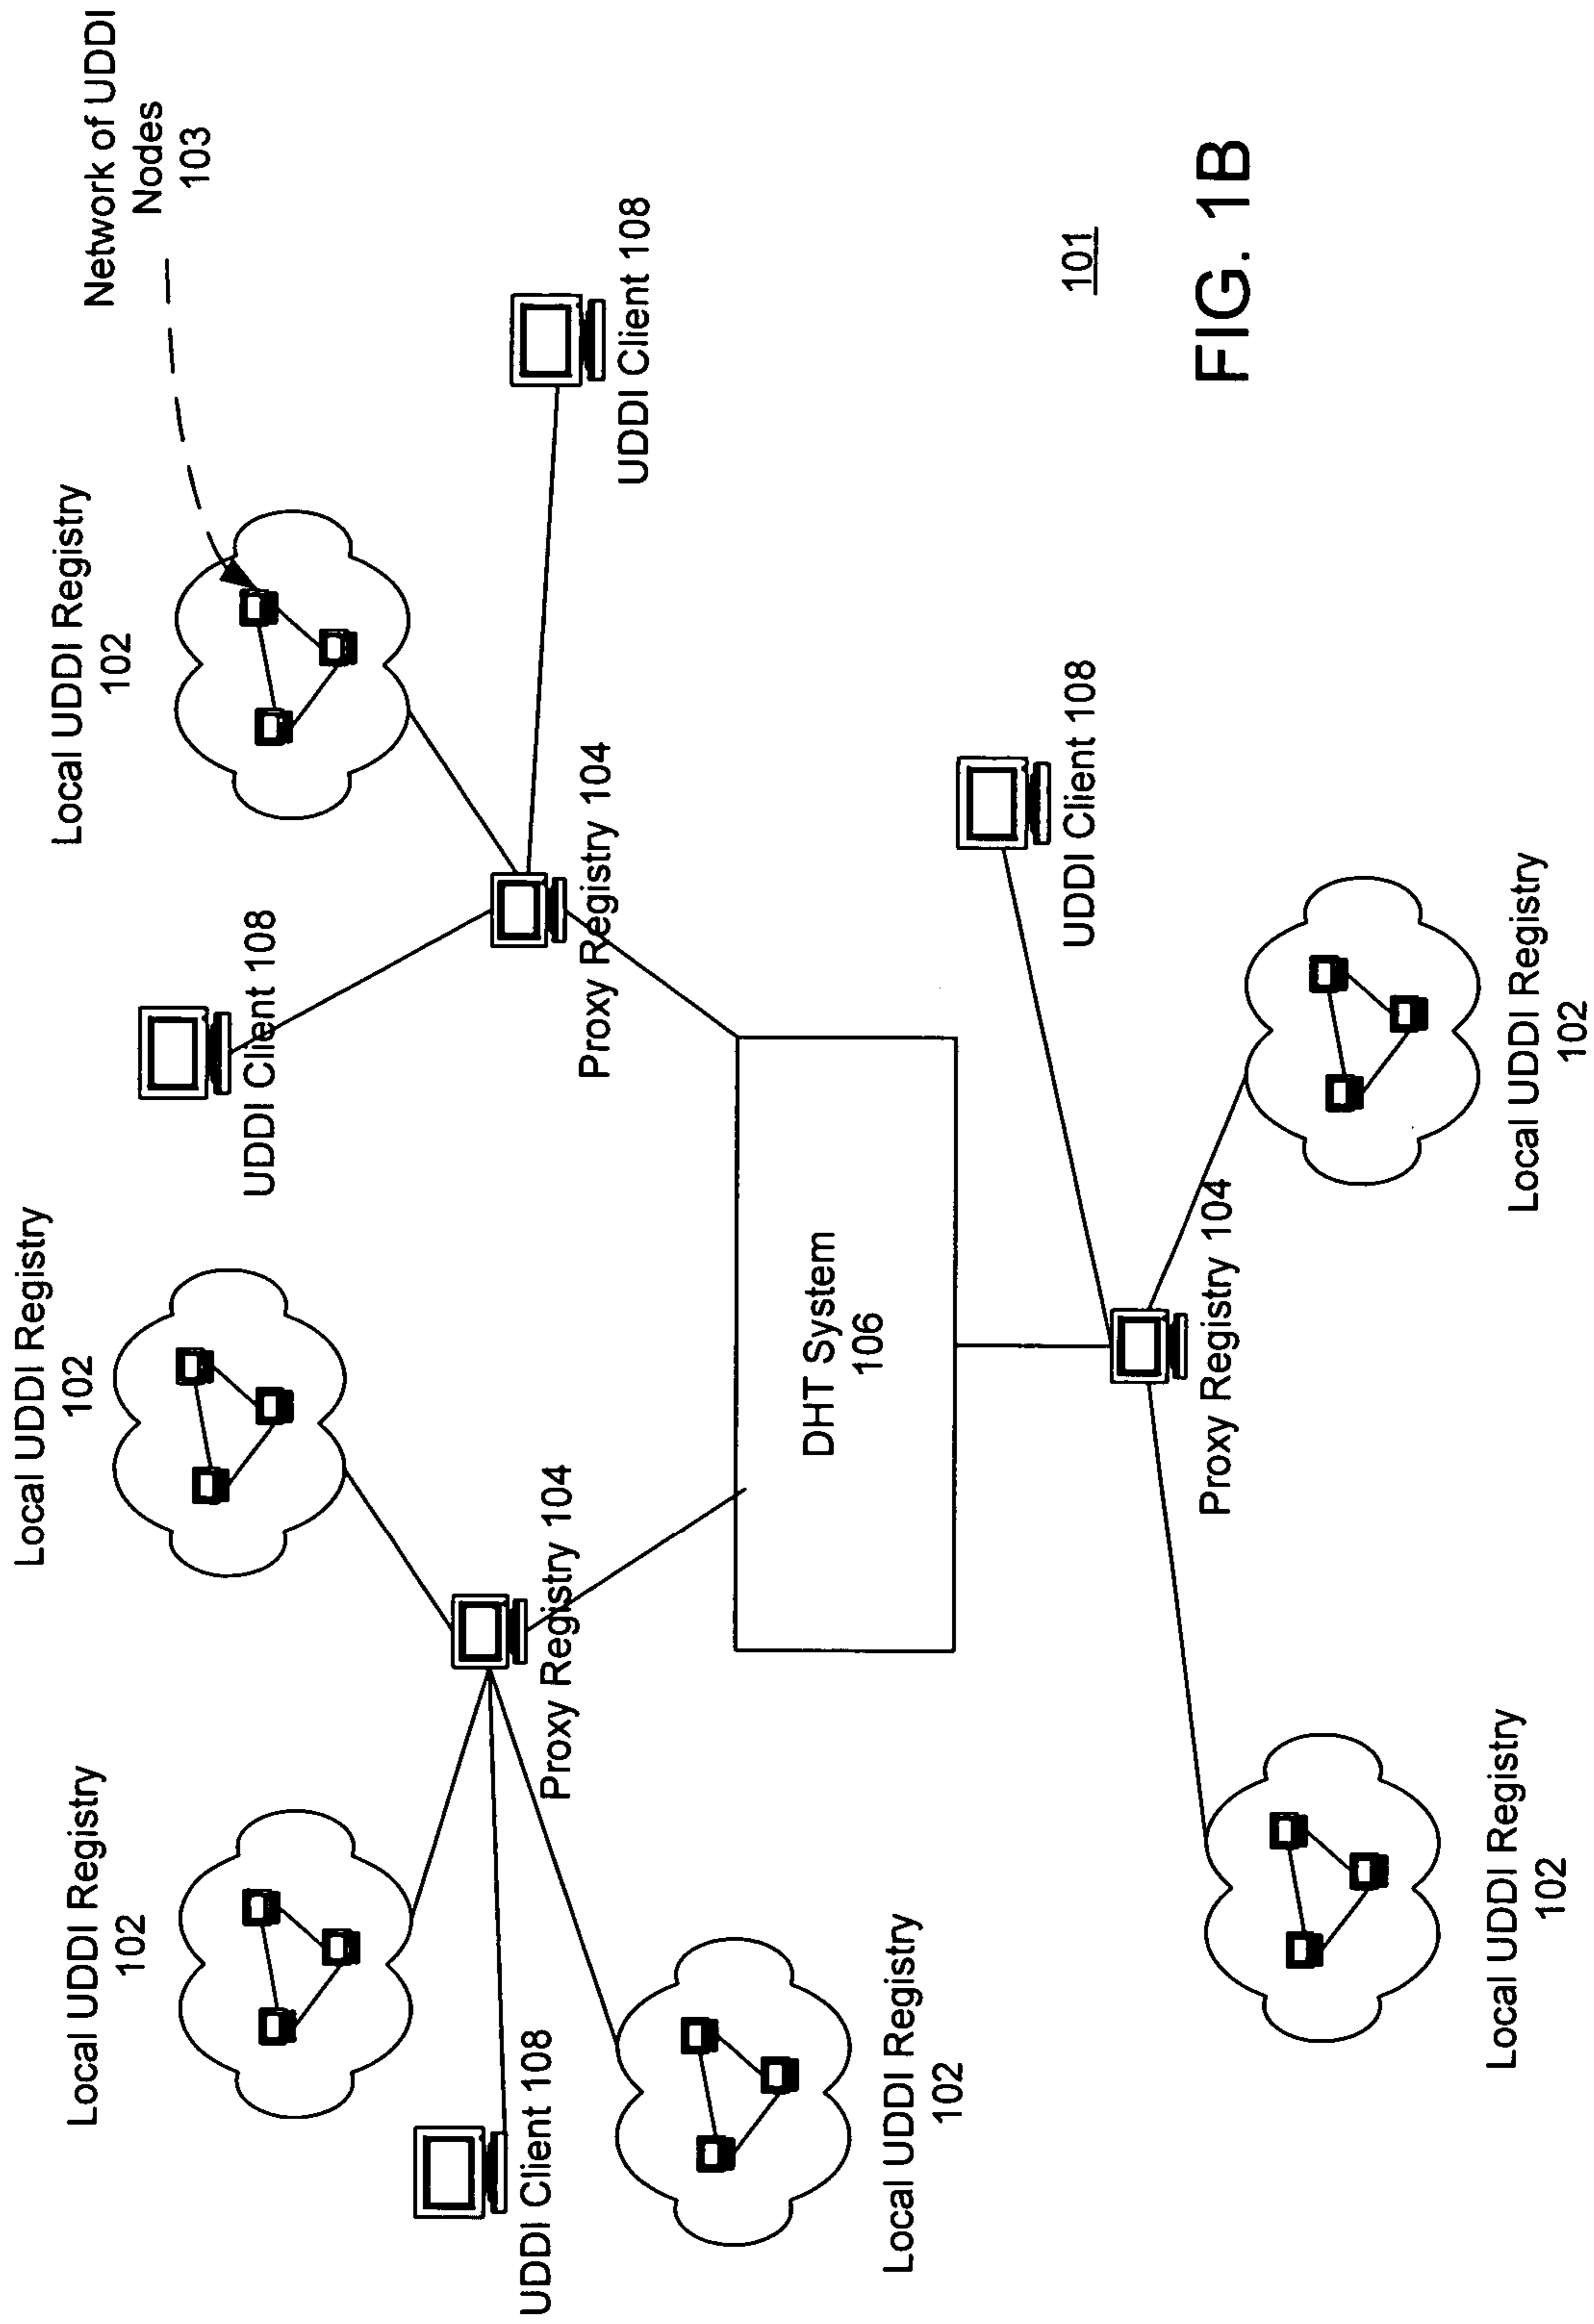 Local UDDI Registry
102
Local UDDI Registry
102
Local UDDI Registry
102
Network of UDDI
Nodes
103
UDDI Client 108
UDDI Client 108
Proxy Registry 104
Proxy Registry 104
UDDI Client 108
DHT System
106
Local UDDI Registry
102
UDDI Client 108
Proxy Registry 104
Local UDDI Registry
102
Local UDDI Registry
102
101
FIG. 1B